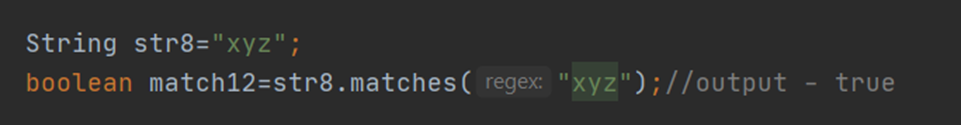 String str8="xyz";
boolean match12=str8.matches( regex: "xyz");//output - true